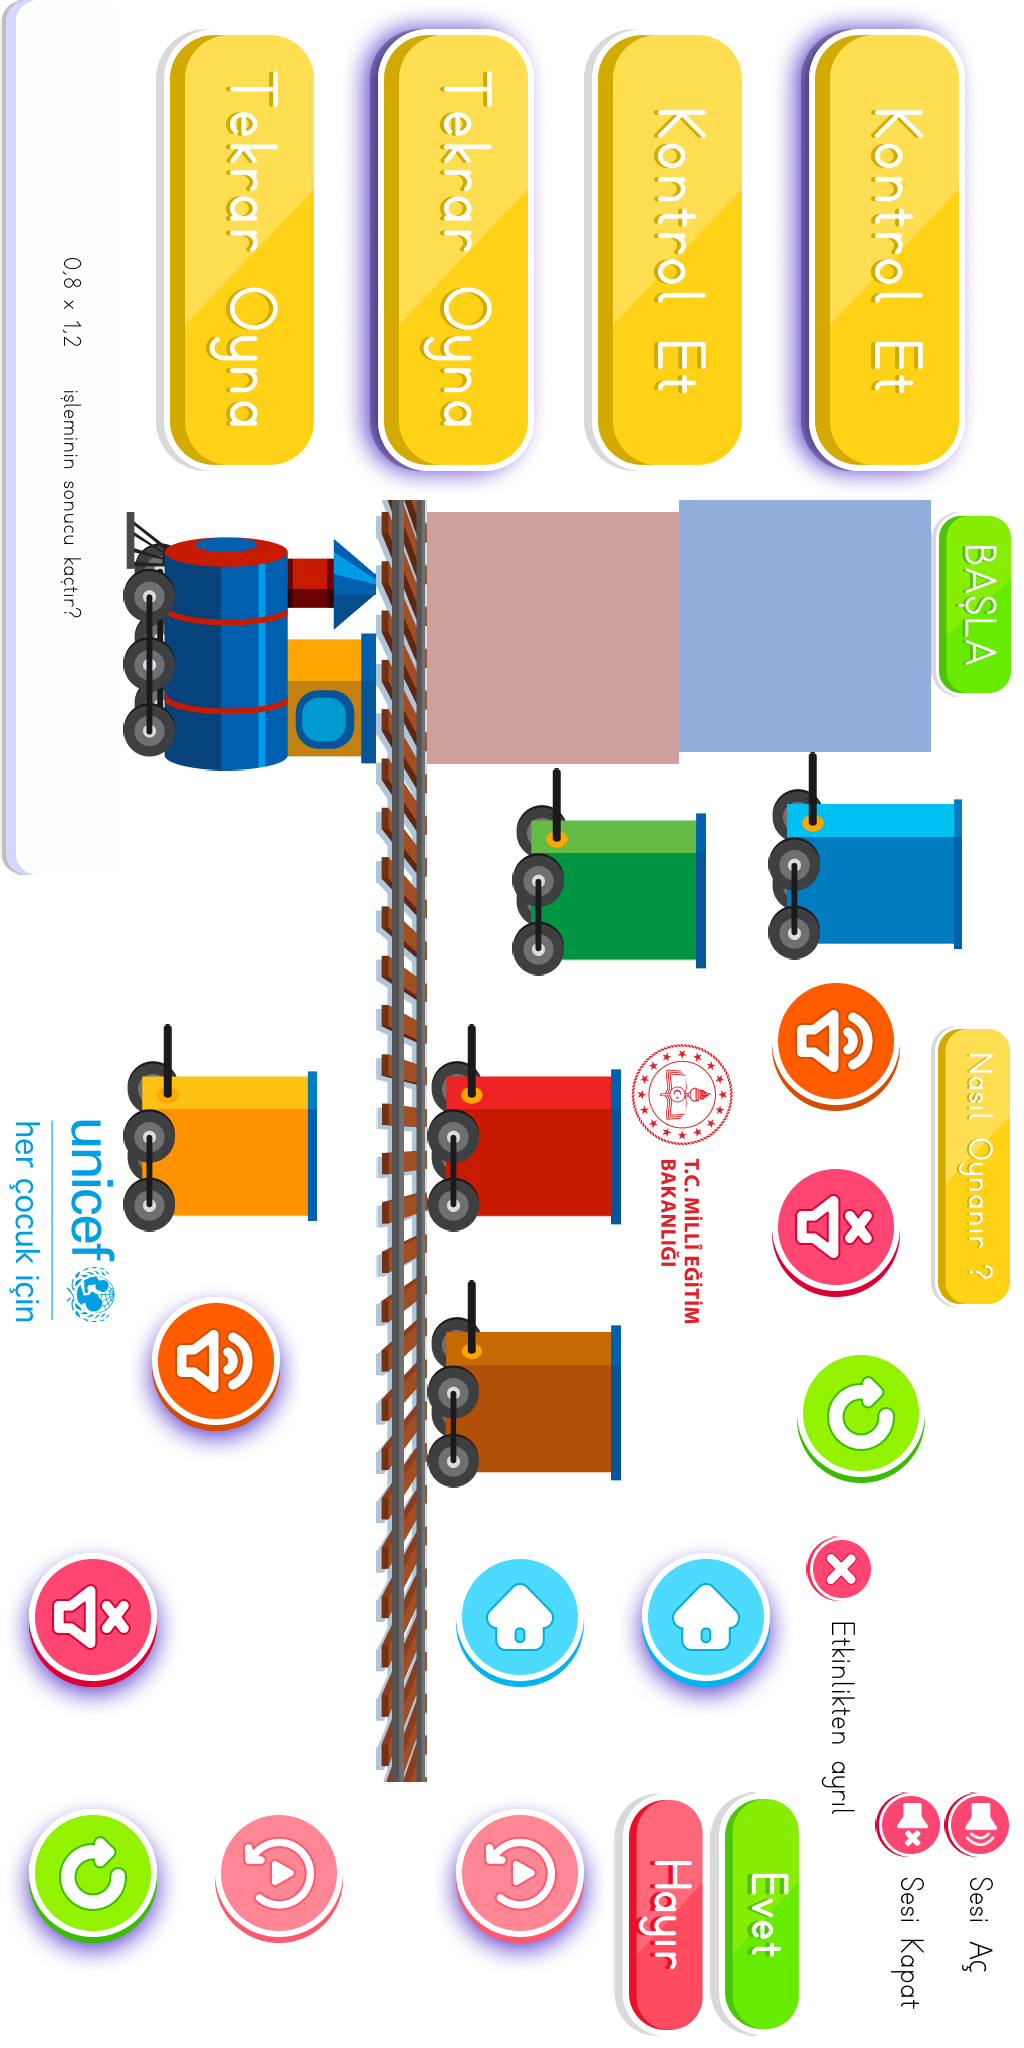 BAŞLA
Nasıl Oynanır ?
Sesi Aç
Sesi Kapat
Kontrol Et
Kontrol Et
Tekrar Oyna
Tekrar Oyna
Etkinlikten ayrıl
Evet
Hayır
T.C. MİLLÎ EĞİTİM
BAKANLIĞI
0,8 x 1,2 işleminin sonucu kaçtır?
unicef
her çocuk için